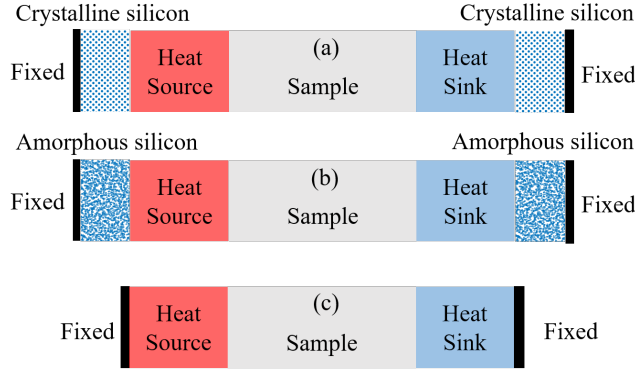 Crystalline silicon
Crystalline silicon
Fixed
Heat
Source
(a)
Sample
Heat
Sink
Fixed
Amorphous silicon
Amorphous silicon
Fixed
Heat
Source
(b)
Sample
Heat
Sink
Fixed
Fixed
Heat
Source
(c)
Sample
Heat
Sink
Fixed